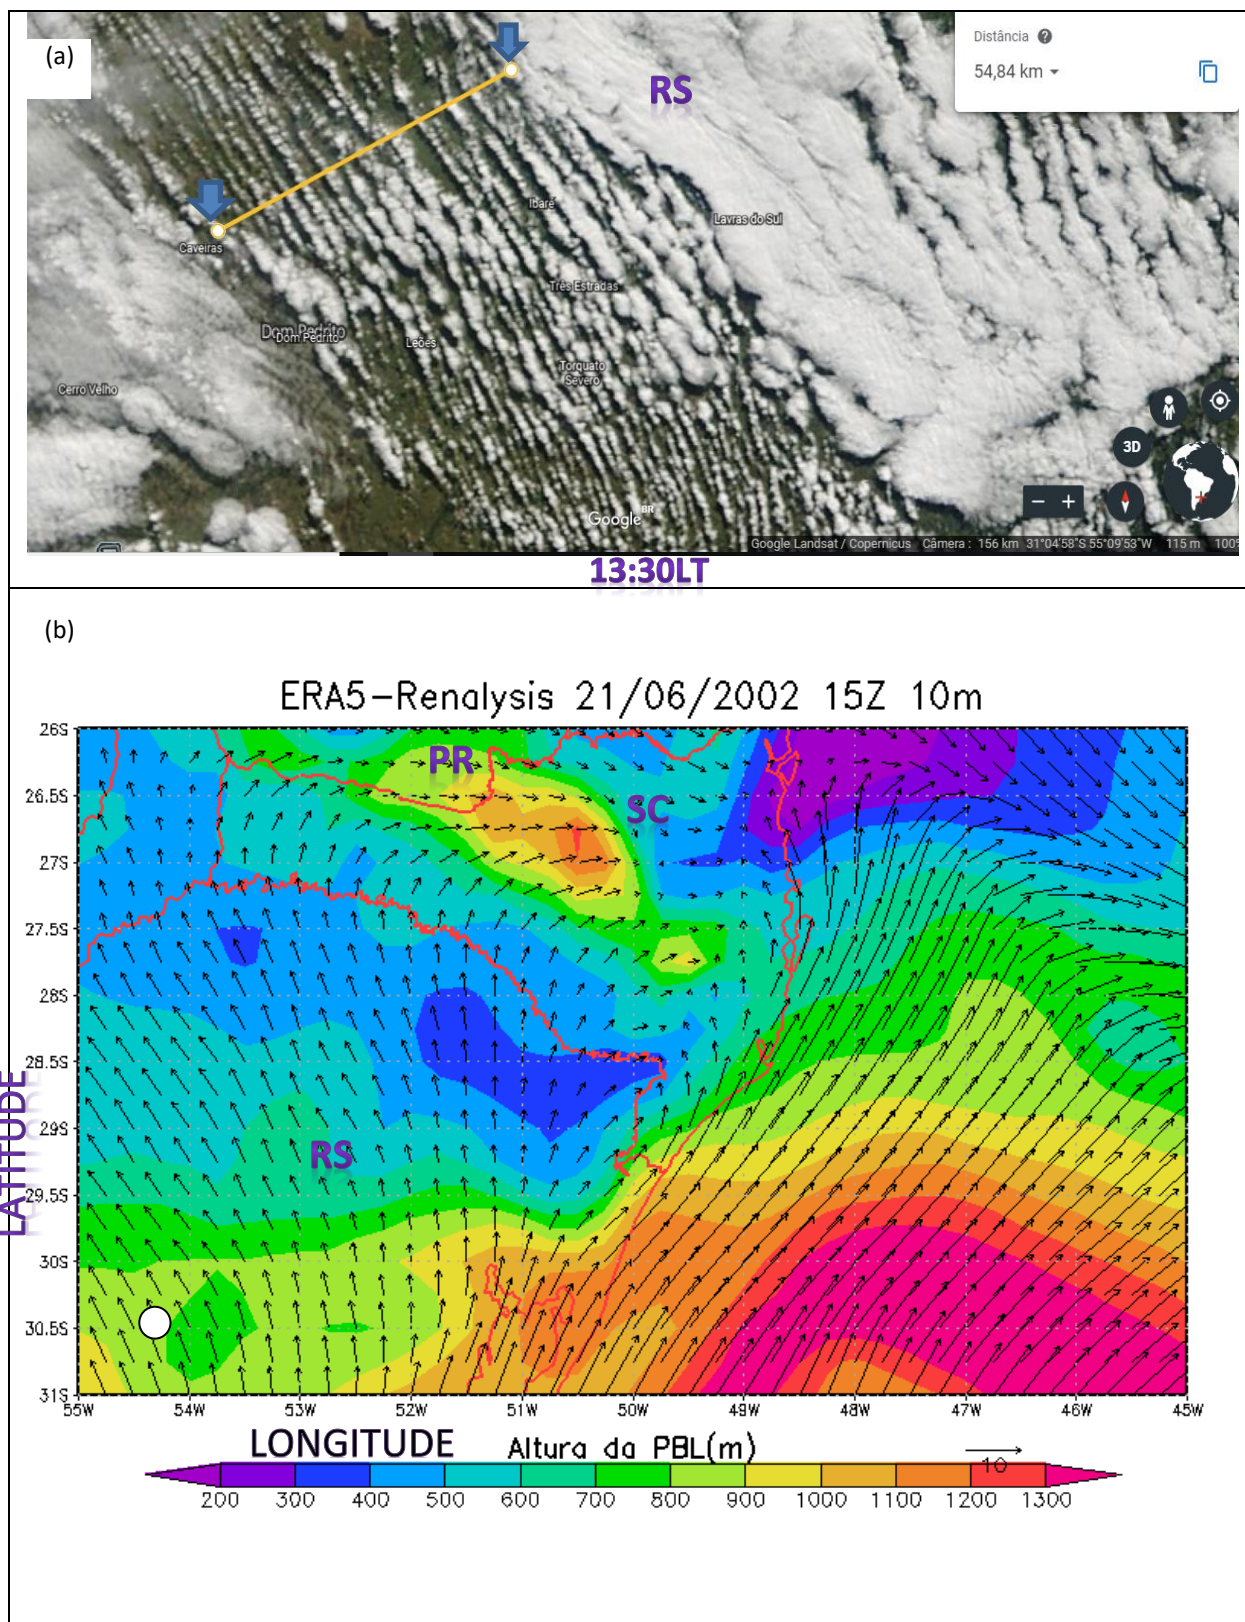 (a)
RS
Distância
54,84 km
Ibaré
Lavras do Sul
Caveiras
Três Estradas
Dom Pedrito
Dom Pedrito
Leões
Torquato
Severo
Cerro Velho
3D
Google
BR
Google Landsat / Copernicus Câmera : 156 km 31°04'58"S 55°09'53"W 115 m 100%
13:30LT
(b)
ERA5-Renalysis 21/06/2002 15Z 10m
26S
PR
26.5S
SC
27S
27.5S
28S
28.5S
LATITUDE
29S
RS
29.5S
30S
30.5S
31S
55W 54W 53W 52W 51W 50W 49W 48W 47W 46W 45W
LONGITUDE
Altura da PBL(m)
10
200 300 400 500 600 700 800 900 1000 1100 1200 1300